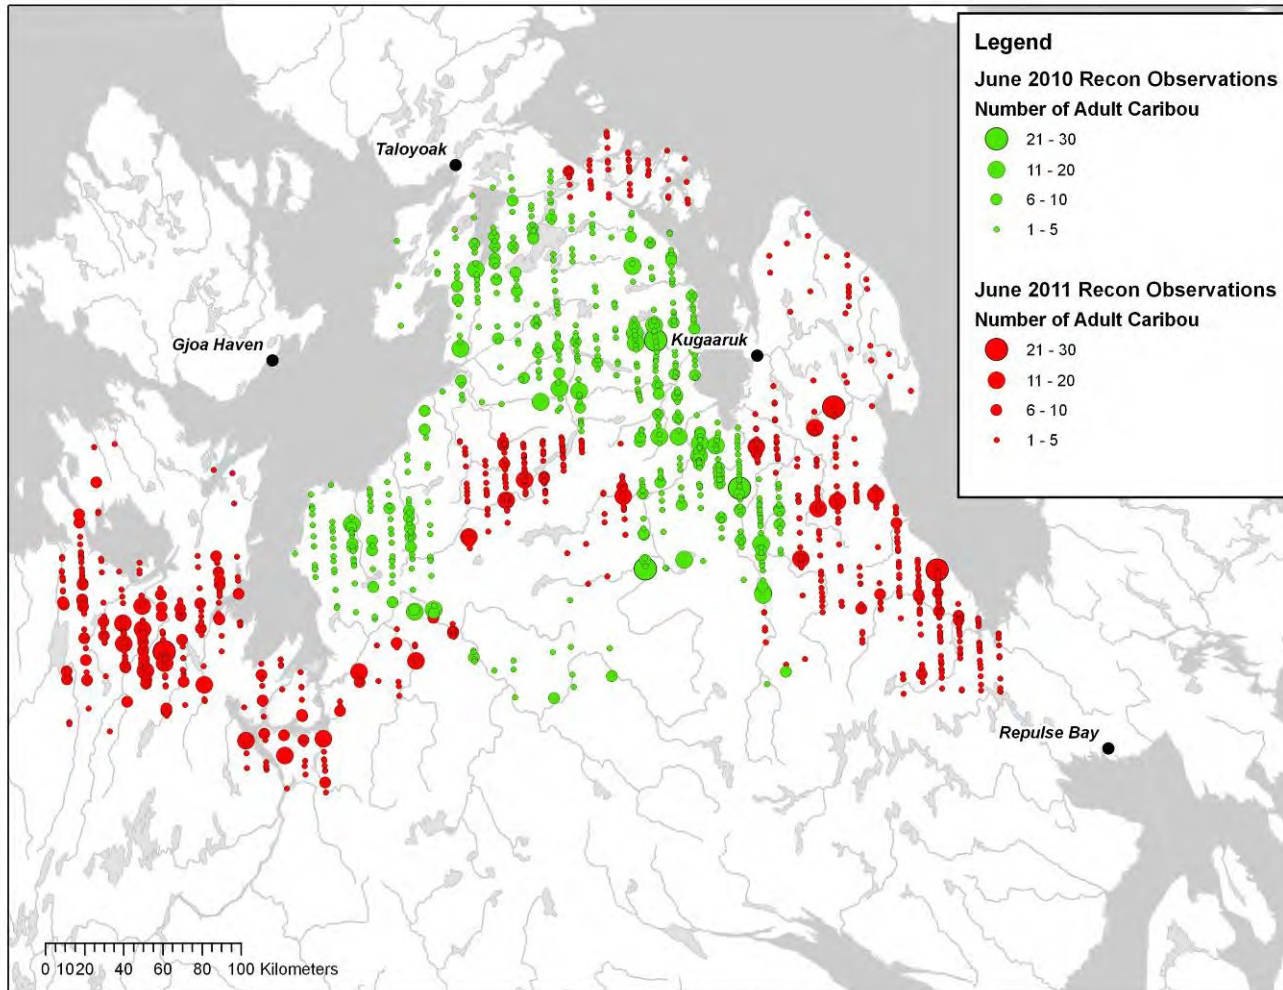 Legend
June 2010 Recon Observations
Number of Adult Caribou
21 - 30
11 - 20
6 - 10
1 - 5
June 2011 Recon Observations
Number of Adult Caribou
21 - 30
11 - 20
6 - 10
1 - 5
Taloyoak
Gjoa Haven
Kugaaruk
Repulse Bay
0 10 20 40 60 80 100 Kilometers